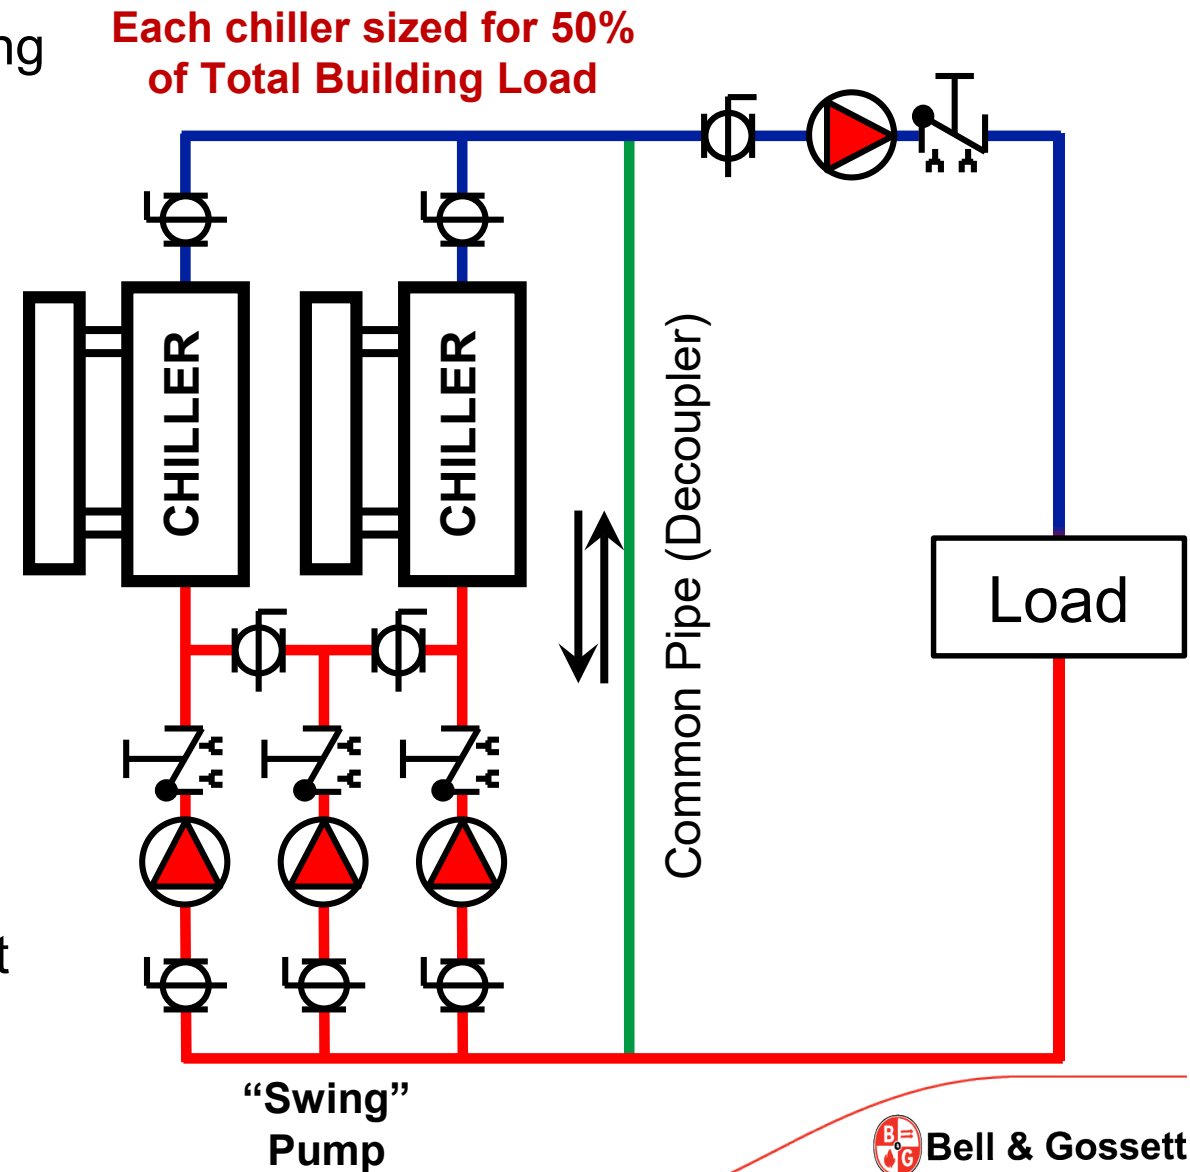 Each chiller sized for 50%
of Total Building Load
CHILLER
CHILLER
Common Pipe (Decoupler)
Load
“Swing”
Pump
B
G
Bell & Gossett